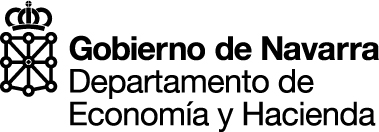 Gobierno de Navarra
Departamento de
Economía y Hacienda